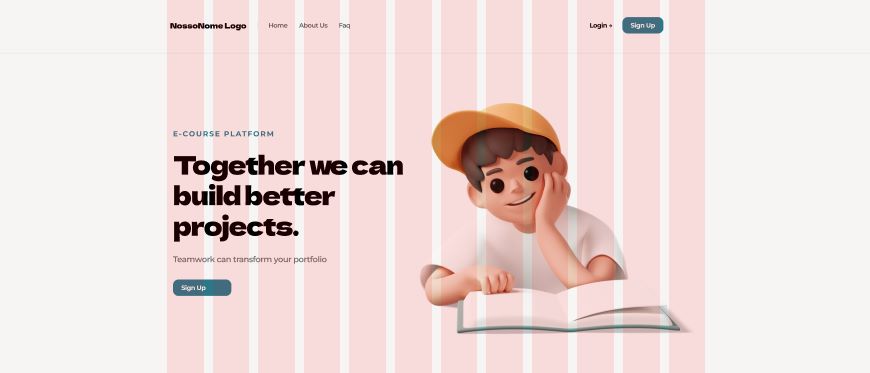 NossoNome Logo
Home
About Us
Faq
Login
Sign Up
E-COURSE PLATFORM
Together we can
build better
projects.
Teamwork can transform your portfolio
Sign Up